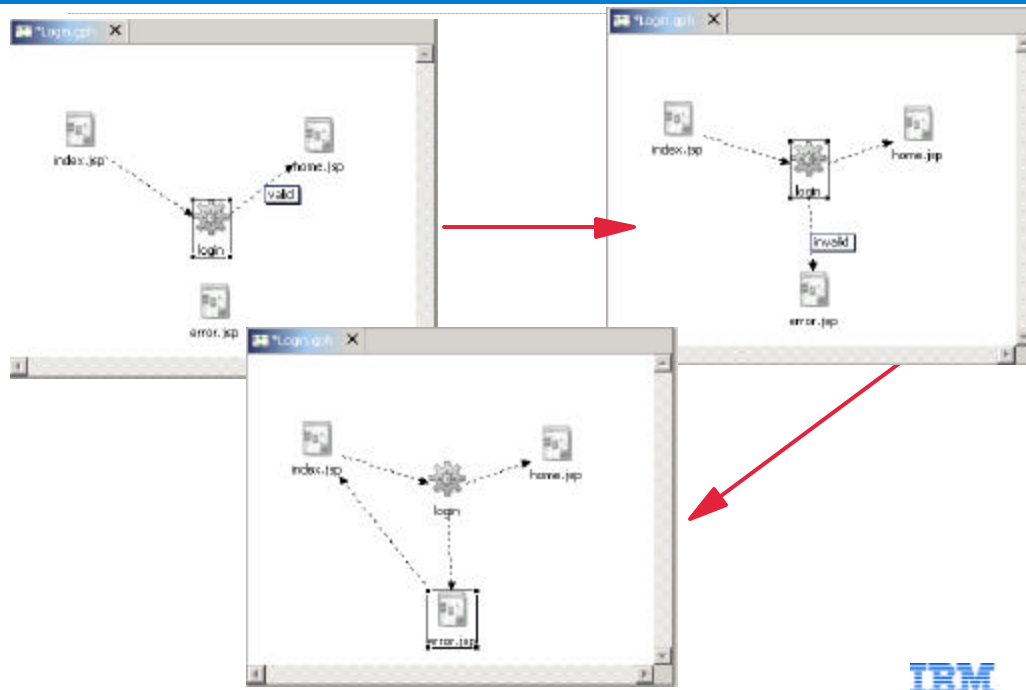 *Login.gph
index.jsp
home.jsp
valid
login
error.jsp
*Login.gph
index.jsp
home.jsp
login
invalid
error.jsp
*Login.gph
index.jsp
home.jsp
login
error.jsp
IBM